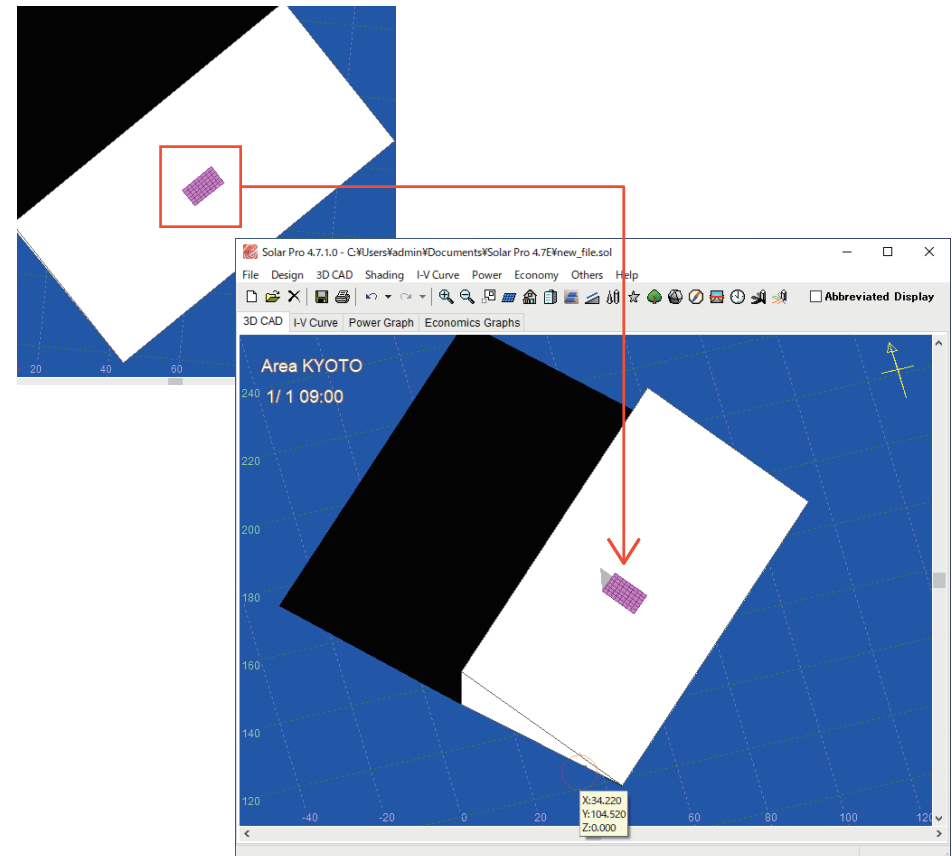 20 40 60
Solar Pro 4.7.1.0 - C:¥Users¥admin¥Documents¥Solar Pro 4.7E¥new_file.sol
File Design 3D CAD Shading I-V Curve Power Economy Others Help
Abbreviated Display
3D CAD I-V Curve Power Graph Economics Graphs
Area KYOTO
1/ 1 09:00
240
220
200
180
160
140
120
-40 -20 0 20 60 80 100 120
X:34.220
Y:104.520
Z:0.000